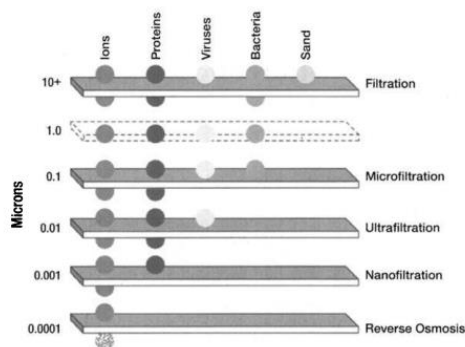 Ions
Proteins
Viruses
Bacteria
Sand
10+
Filtration
1.0
0.1
Microfiltration
Microns
0.01
Ultrafiltration
0.001
Nanofiltration
0.0001
Reverse Osmosis